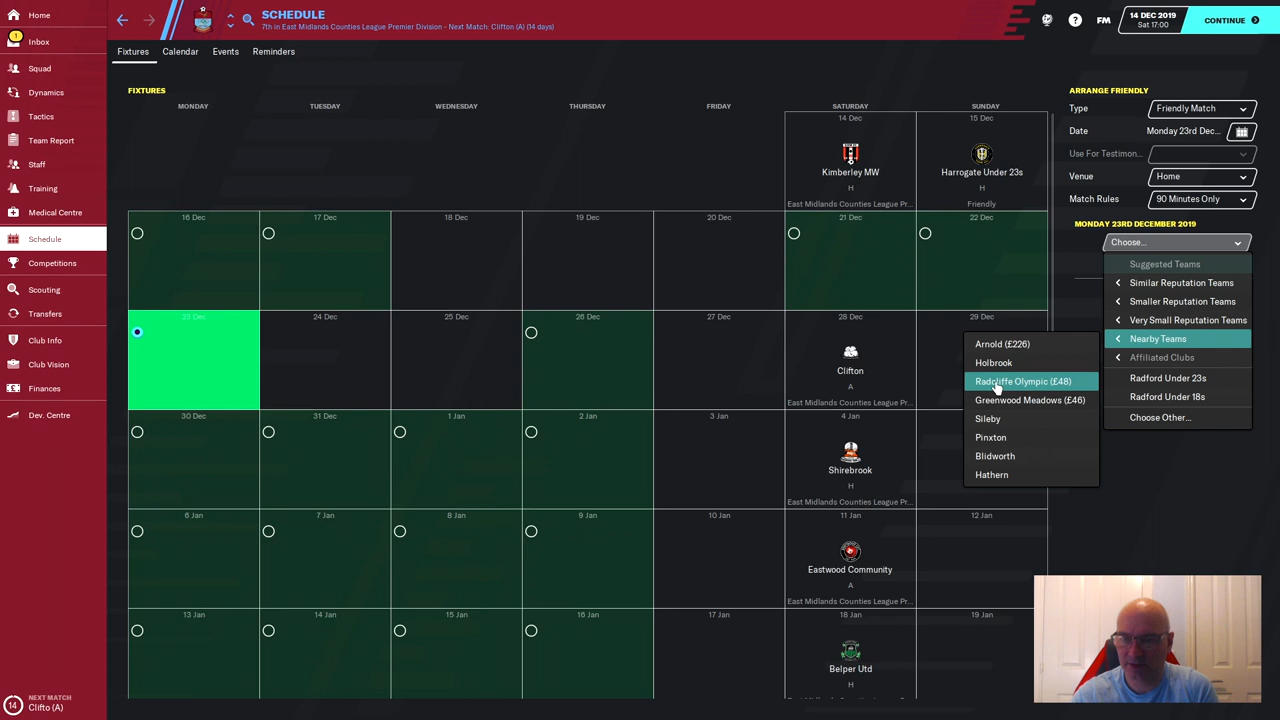 Home
1
Inbox
Squad
Dynamics
Tactics
Team Report
Staff
Training
Medical Centre
Schedule
Competitions
Scouting
Transfers
Club Info
Club Vision
Finances
Dev. Centre
14
NEXT MATCH
Clifto (A)
SCHEDULE
7th in East Midlands Counties League Premier Division - Next Match: Clifton (A) (14 days)
FM
14 DEC 2019
Sat 17:00
CONTINUE
Fixtures
Calendar
Events
Reminders
FIXTURES
MONDAY
TUESDAY
WEDNESDAY
THURSDAY
FRIDAY
SATURDAY
SUNDAY
14 Dec
Kimberley MW
H
East Midlands Counties League Pr...
15 Dec
Harrogate Under 23s
H
Friendly
16 Dec
17 Dec
18 Dec
19 Dec
20 Dec
21 Dec
22 Dec
23 Dec
24 Dec
25 Dec
26 Dec
27 Dec
28 Dec
Clifton
A
East Midlands Counties League Pr...
29 Dec
30 Dec
31 Dec
1 Jan
2 Jan
3 Jan
4 Jan
Shirebrook
H
East Midlands Counties League Pr...
6 Jan
7 Jan
8 Jan
9 Jan
10 Jan
11 Jan
Eastwood Community
A
East Midlands Counties League Pr...
12 Jan
13 Jan
14 Jan
15 Jan
16 Jan
17 Jan
18 Jan
Belper Utd
H
19 Jan
ARRANGE FRIENDLY
Type
Friendly Match
Date
Monday 23rd Dec...
Use For Testimon...
Venue
Home
Match Rules
90 Minutes Only
MONDAY 23RD DECEMBER 2019
Choose...
Suggested Teams
Similar Reputation Teams
Smaller Reputation Teams
Very Small Reputation Teams
Nearby Teams
Affiliated Clubs
Radford Under 23s
Radford Under 18s
Choose Other...
Arnold (£226)
Holbrook
Radcliffe Olympic (£48)
Greenwood Meadows (£46)
Sileby
Pinxton
Blidworth
Hathern